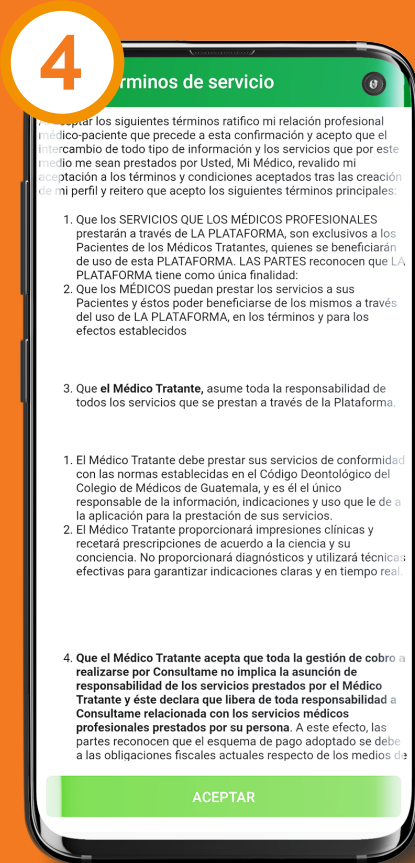 4
rminos de servicio
los siguientes términos ratifico mi relación profesional
médico-paciente que precede a esta confirmación y acepto que el
intercambio de todo tipo de información y los servicios que por este
medio me sean prestados por Usted, Mi Médico, revalido mi
aceptación a los términos y condiciones aceptados tras las creación
de mi perfil y reitero que acepto los siguientes términos principales:
1. Que los SERVICIOS QUE LOS MÉDICOS PROFESIONALES
prestarán a través de LA PLATAFORMA, son exclusivos a los
Pacientes de los Médicos Tratantes, quienes se beneficiarán
de uso de esta PLATAFORMA. LAS PARTES reconocen que LA
PLATAFORMA tiene como única finalidad:
2. Que los MÉDICOS puedan prestar los servicios a sus
Pacientes y éstos poder beneficiarse de los mismos a través
del uso de LA PLATAFORMA, en los términos y para los
efectos establecidos
3. Que el Médico Tratante, asume toda la responsabilidad de
todos los servicios que se prestan a través de la Plataforma.
1. El Médico Tratante debe prestar sus servicios de conformidad
con las normas establecidas en el Código Deontológico del
Colegio de Médicos de Guatemala, y es él el único
responsable de la información, indicaciones y uso que le de a
la aplicación para la prestación de sus servicios.
2. El Médico Tratante proporcionará impresiones clínicas y
recetará prescripciones de acuerdo a la ciencia y su
conciencia. No proporcionará diagnósticos y utilizará técnicas
efectivas para garantizar indicaciones claras y en tiempo real.
4. Que el Médico Tratante acepta que toda la gestión de cobro a
realizarse por Consultame no implica la asunción de
responsabilidad de los servicios prestados por el Médico
Tratante y éste declara que libera de toda responsabilidad a
Consultame relacionada con los servicios médicos
profesionales prestados por su persona. A este efecto, las
partes reconocen que el esquema de pago adoptado se debe
a las obligaciones fiscales actuales respecto de los medios de
ACEPTAR